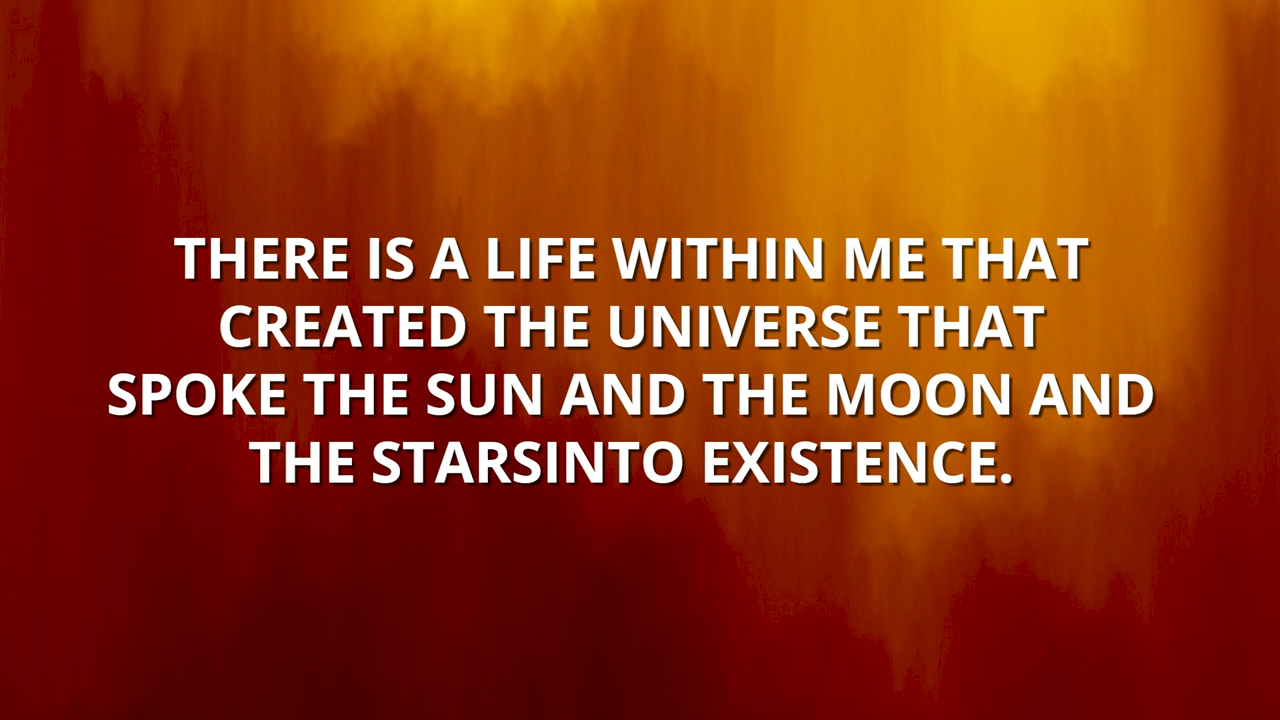 THERE IS A LIFE WITHIN ME THAT
CREATED THE UNIVERSE THAT
SPOKE THE SUN AND THE MOON AND
THE STARSINTO EXISTENCE.